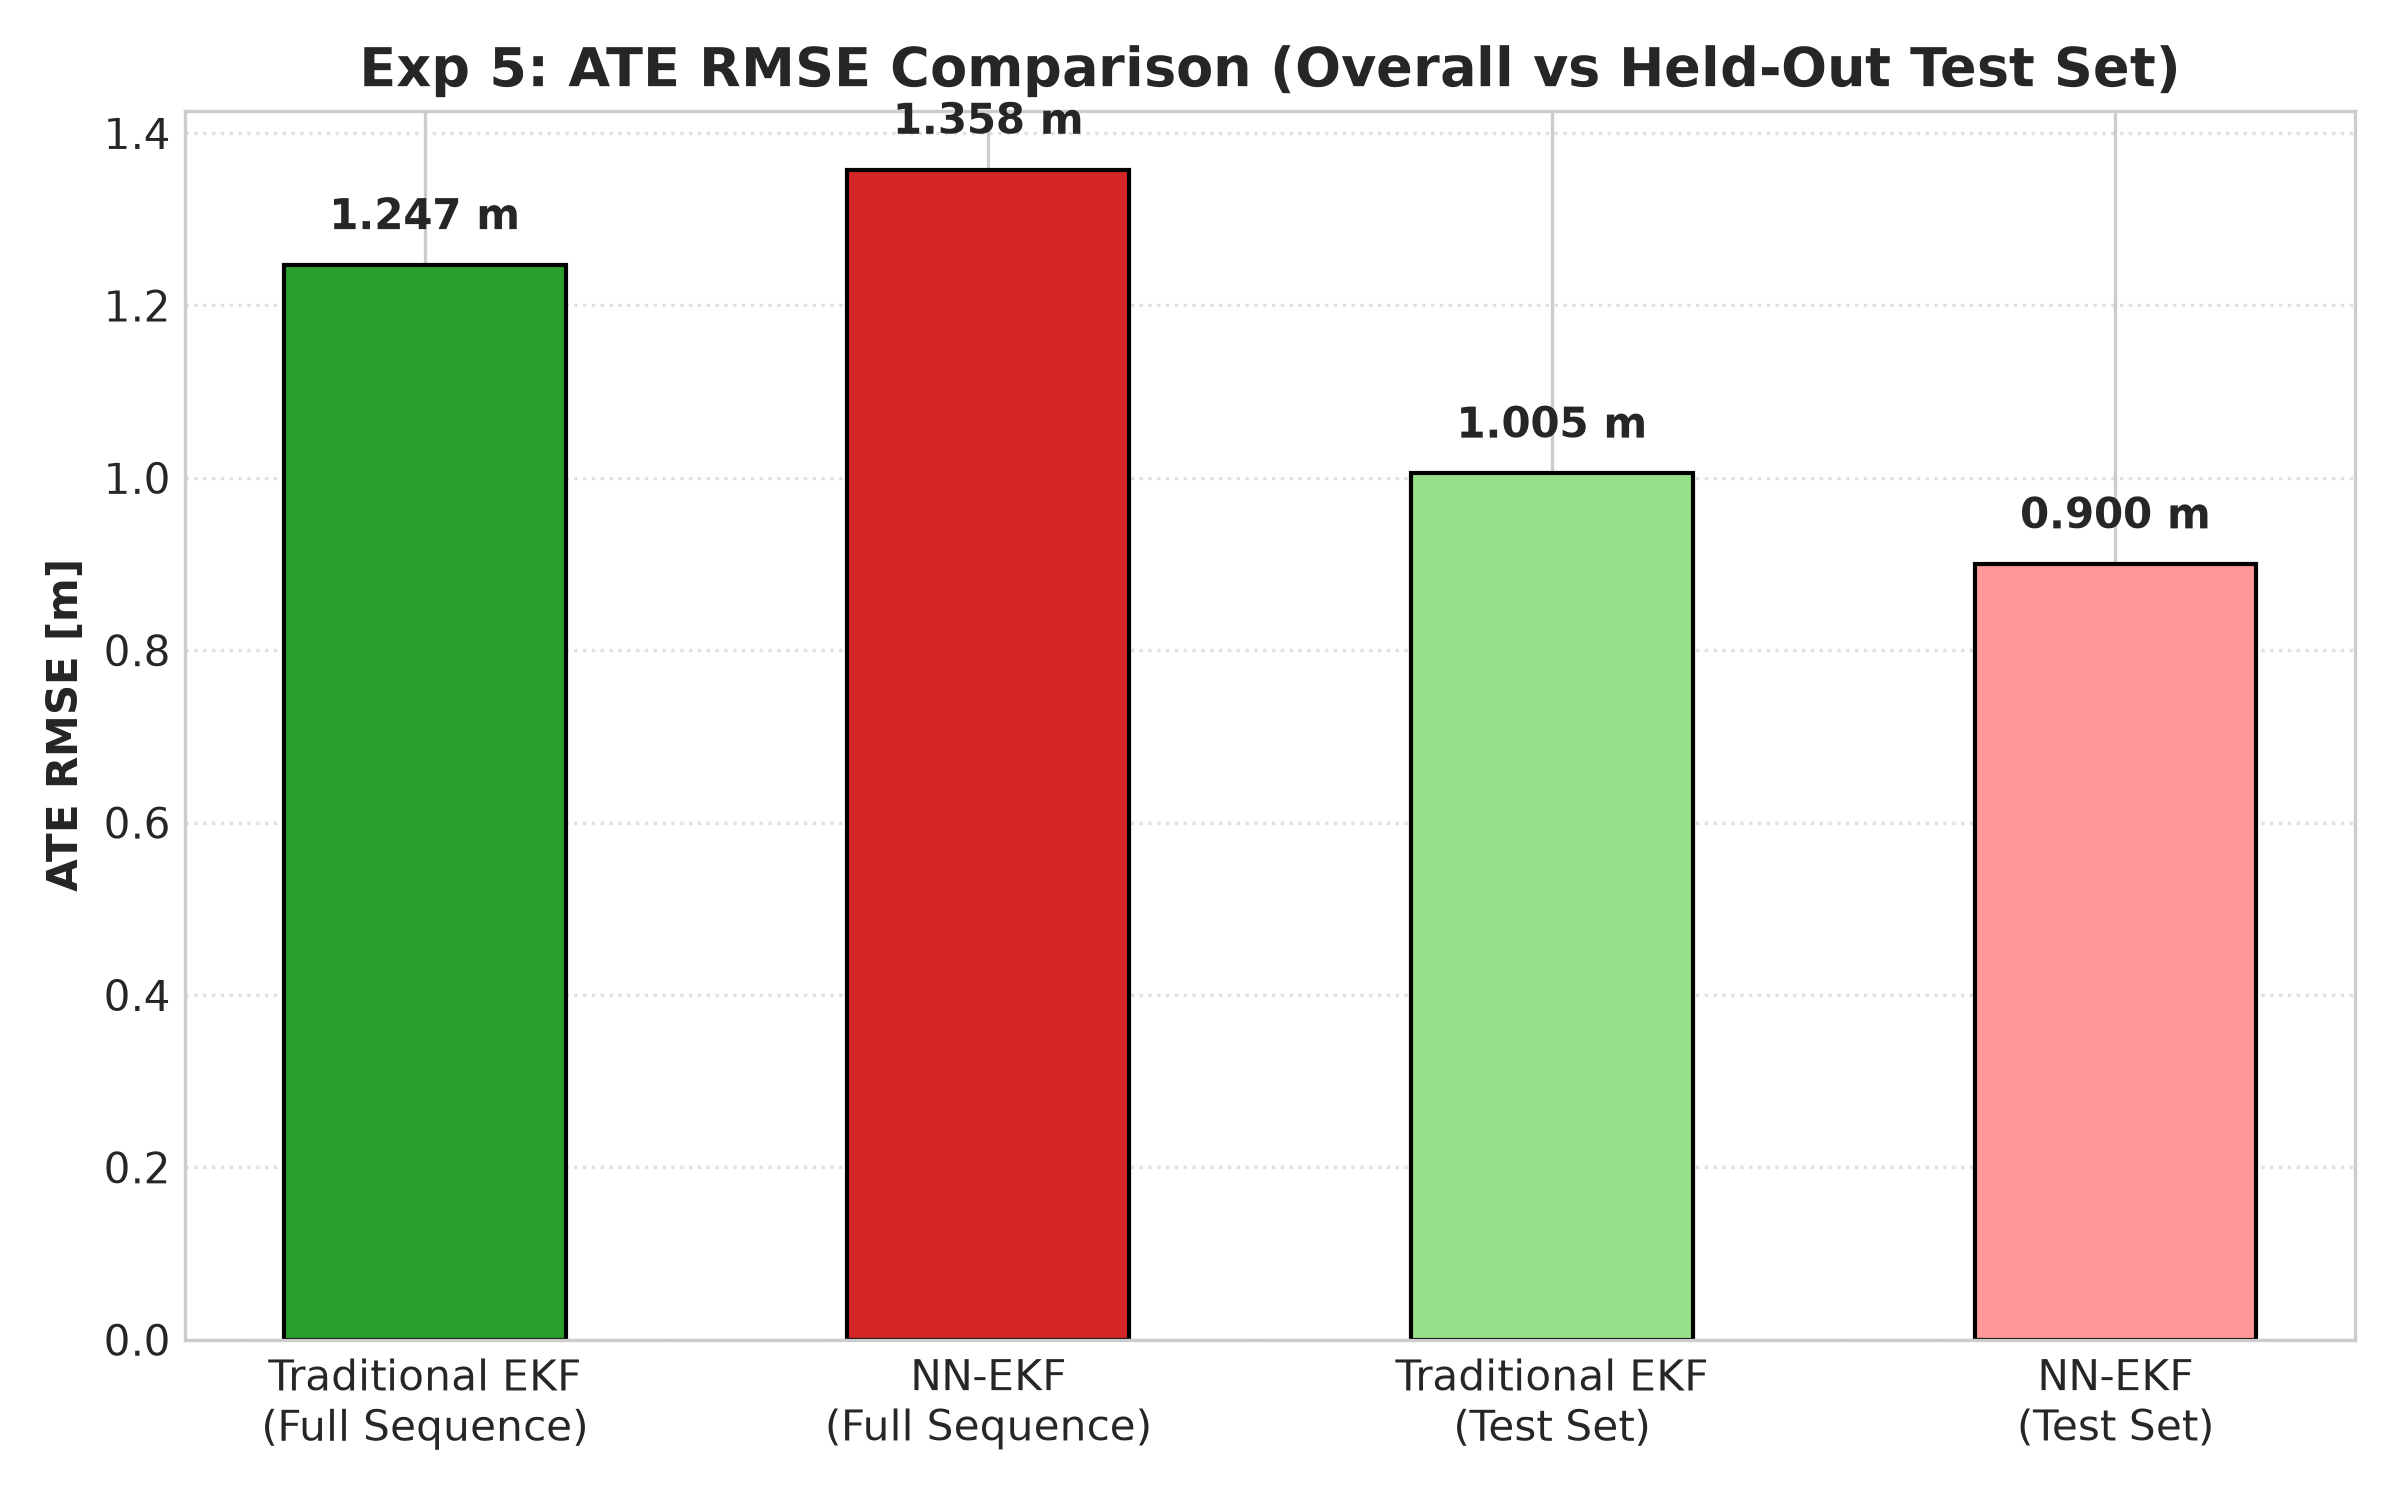 Exp 5: ATE RMSE Comparison (Overall vs Held-Out Test Set)
1.358 m
1.247 m
1.005 m
0.900 m
ATE RMSE [m]
1.4
1.2
1.0
0.8
0.6
0.4
0.2
0.0
Traditional EKF
(Full Sequence)
NN-EKF
(Full Sequence)
Traditional EKF
(Test Set)
NN-EKF
(Test Set)